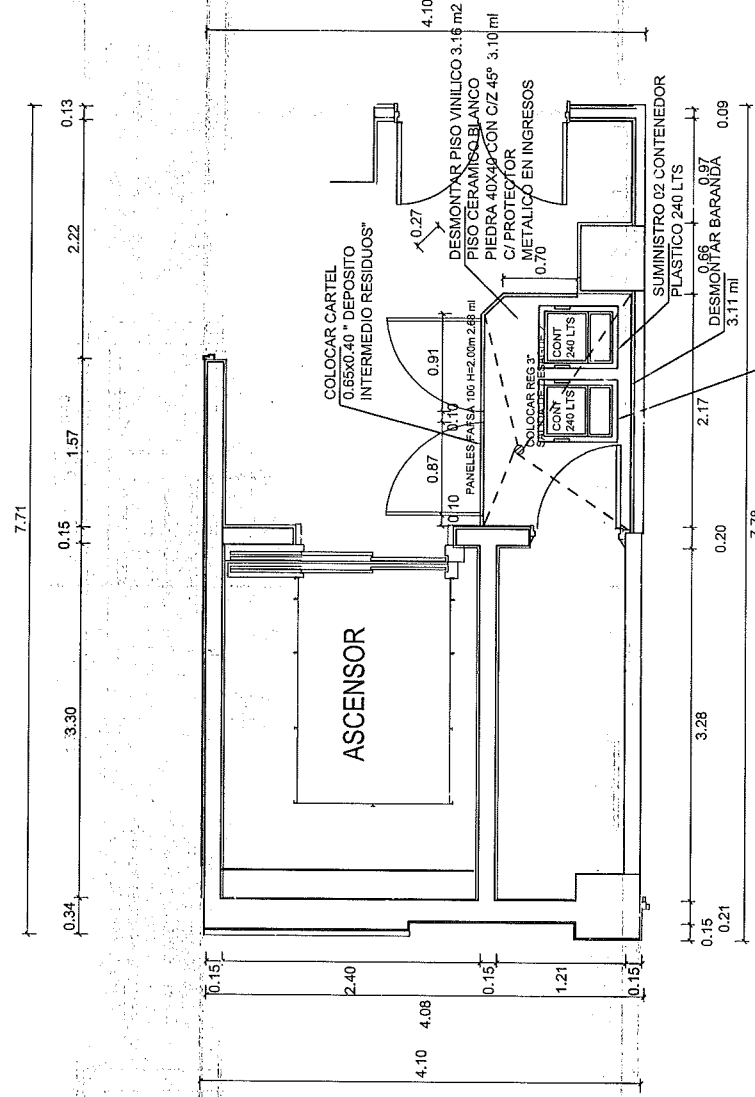 COLOCAR CARTEL
0.65x0.40 " DEPOSITO
INTERMEDIO RESIDUOS"
DESMONTAR PISO VINILICO 3.16 m2
PISO CERAMICO BLANCO
PIEDRA 40X40 CON C/Z 45° 3.10 ml
C/ PROTECTOR
METALICO EN INGRESOS
SUMINISTRO 02 CONTENEDOR
PLASTICO 240 LTS
DESMONTAR BARANDA
3.11 ml
PANELES FAFSA 100 H=2.00m 2.68 ml
COLOCAR REG 3"
SALIDA DE DESAGUE
CONT
240 LTS
CONT
240 LTS
ASCENSOR
7.71
0.34
3.30
0.15
1.57
2.22
0.13
4.10
0.27
0.70
0.91
0.10
0.87
0.10
0.15
2.40
0.15
1.21
0.15
4.08
4.10
0.15
0.21
3.28
0.20
2.17
0.66
0.97
0.09
7.78